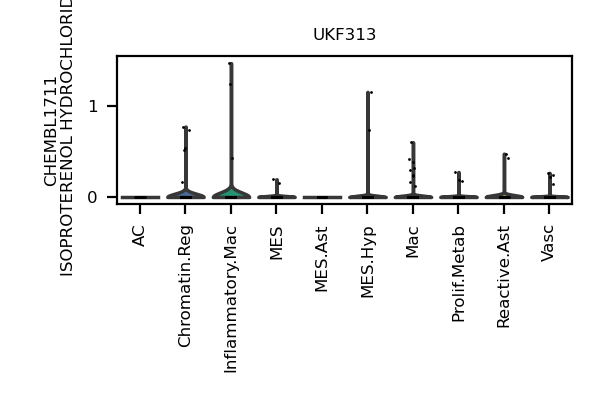 UKF313
CHEMBL1711
ISOPROTERENOL HYDROCHLORID
1
0
AC
Chromatin.Reg
Inflammatory.Mac
MES
MES.Ast
MES.Hyp
Mac
Prolif.Metab
Reactive.Ast
Vasc